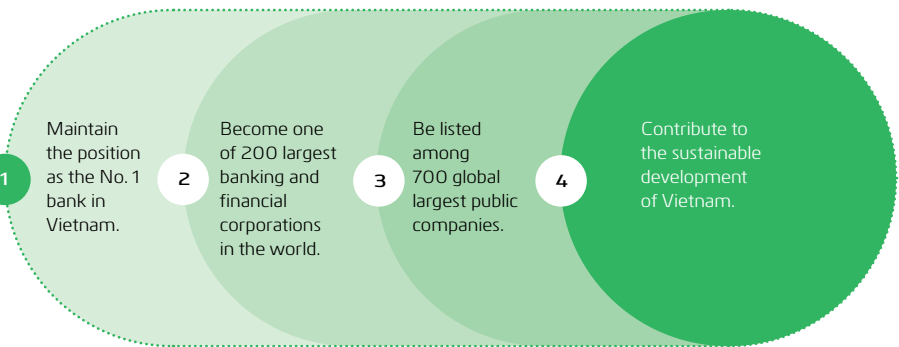 1
Maintain
the position
as the No. 1
bank in
Vietnam.
2
Become one
of 200 largest
banking and
financial
corporations
in the world.
3
Be listed
among
700 global
largest public
companies.
4
Contribute to
the sustainable
development
of Vietnam.